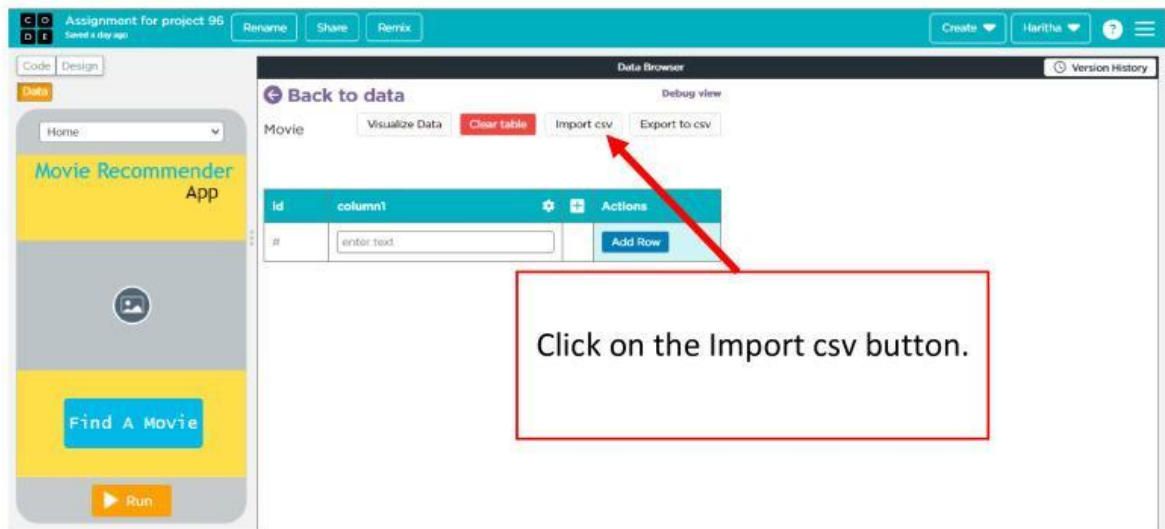 C O
D E
Assignment for project 96
Saved a day ago
Rename
Share
Remix
Create
Haritha
?
Code
Design
Data
Data Browser
Version History
Back to data
Debug view
Movie
Visualize Data
Clear table
Import csv
Export to csv
Home
Movie Recommender
App
id
column1
Actions
#
enter text
Add Row
Click on the Import csv button.
Find A Movie
Run